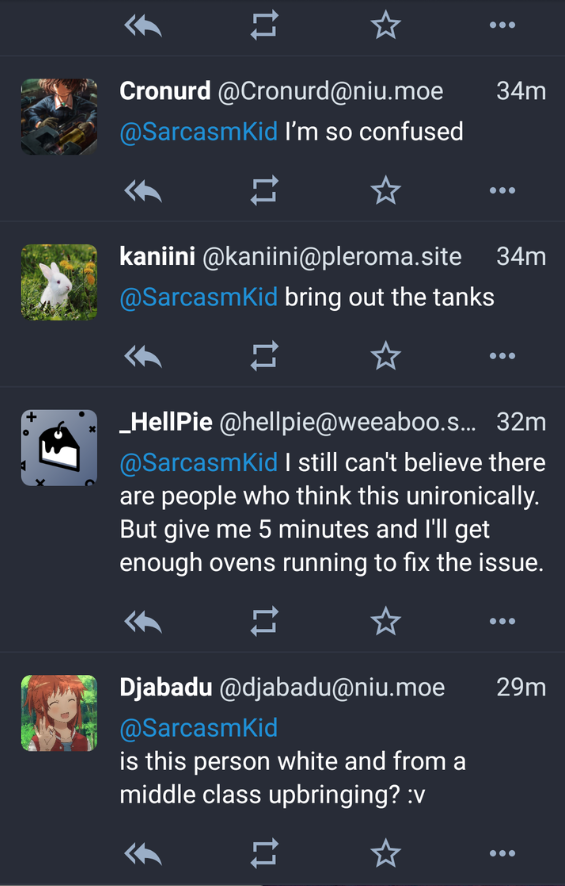 Cronurd @Cronurd@niu.moe 34m
@SarcasmKid I’m so confused
kaniini @kaniini@pleroma.site 34m
@SarcasmKid bring out the tanks
_HellPie @hellpie@weeaboo.s... 32m
@SarcasmKid I still can't believe there
are people who think this unironically.
But give me 5 minutes and I'll get
enough ovens running to fix the issue.
Djabadu @djabadu@niu.moe 29m
@SarcasmKid
is this person white and from a
middle class upbringing? :v